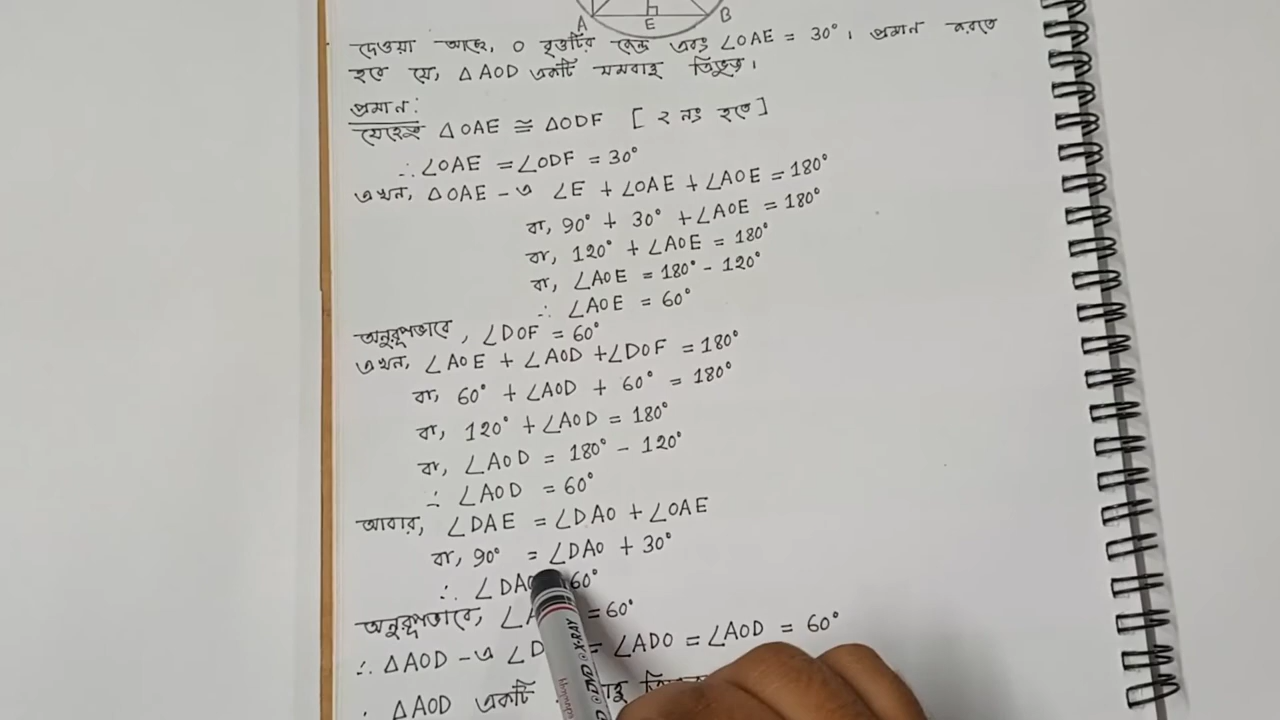 A E B
দেওয়া আছে, O বৃত্তটির কেন্দ্র এবং ∠OAE = 30°। প্রমাণ করতে
হবে যে, △AOD একটি সমবাহু ত্রিভুজ।
প্রমাণ:
যেহেতু △OAE ≅ △ODF [২ নং হতে]
∴ ∠OAE = ∠ODF = 30°
এখন, △OAE - এ ∠E + ∠OAE + ∠AOE = 180°
বা, 90° + 30° + ∠AOE = 180°
বা, 120° + ∠AOE = 180°
বা, ∠AOE = 180° - 120°
∴ ∠AOE = 60°
অনুরূপভাবে, ∠DOF = 60°
এখন, ∠AOE + ∠AOD + ∠DOF = 180°
বা, 60° + ∠AOD + 60° = 180°
বা, 120° + ∠AOD = 180°
বা, ∠AOD = 180° - 120°
∴ ∠AOD = 60°
আবার, ∠DAE = ∠DAO + ∠OAE
বা, 90° = ∠DAO + 30°
∴ ∠DAO 60°
অনুরূপভাবে, ∠A = 60°
∴ △AOD - এ ∠D ∠ADO = ∠AOD = 60°
∴ △AOD একটি